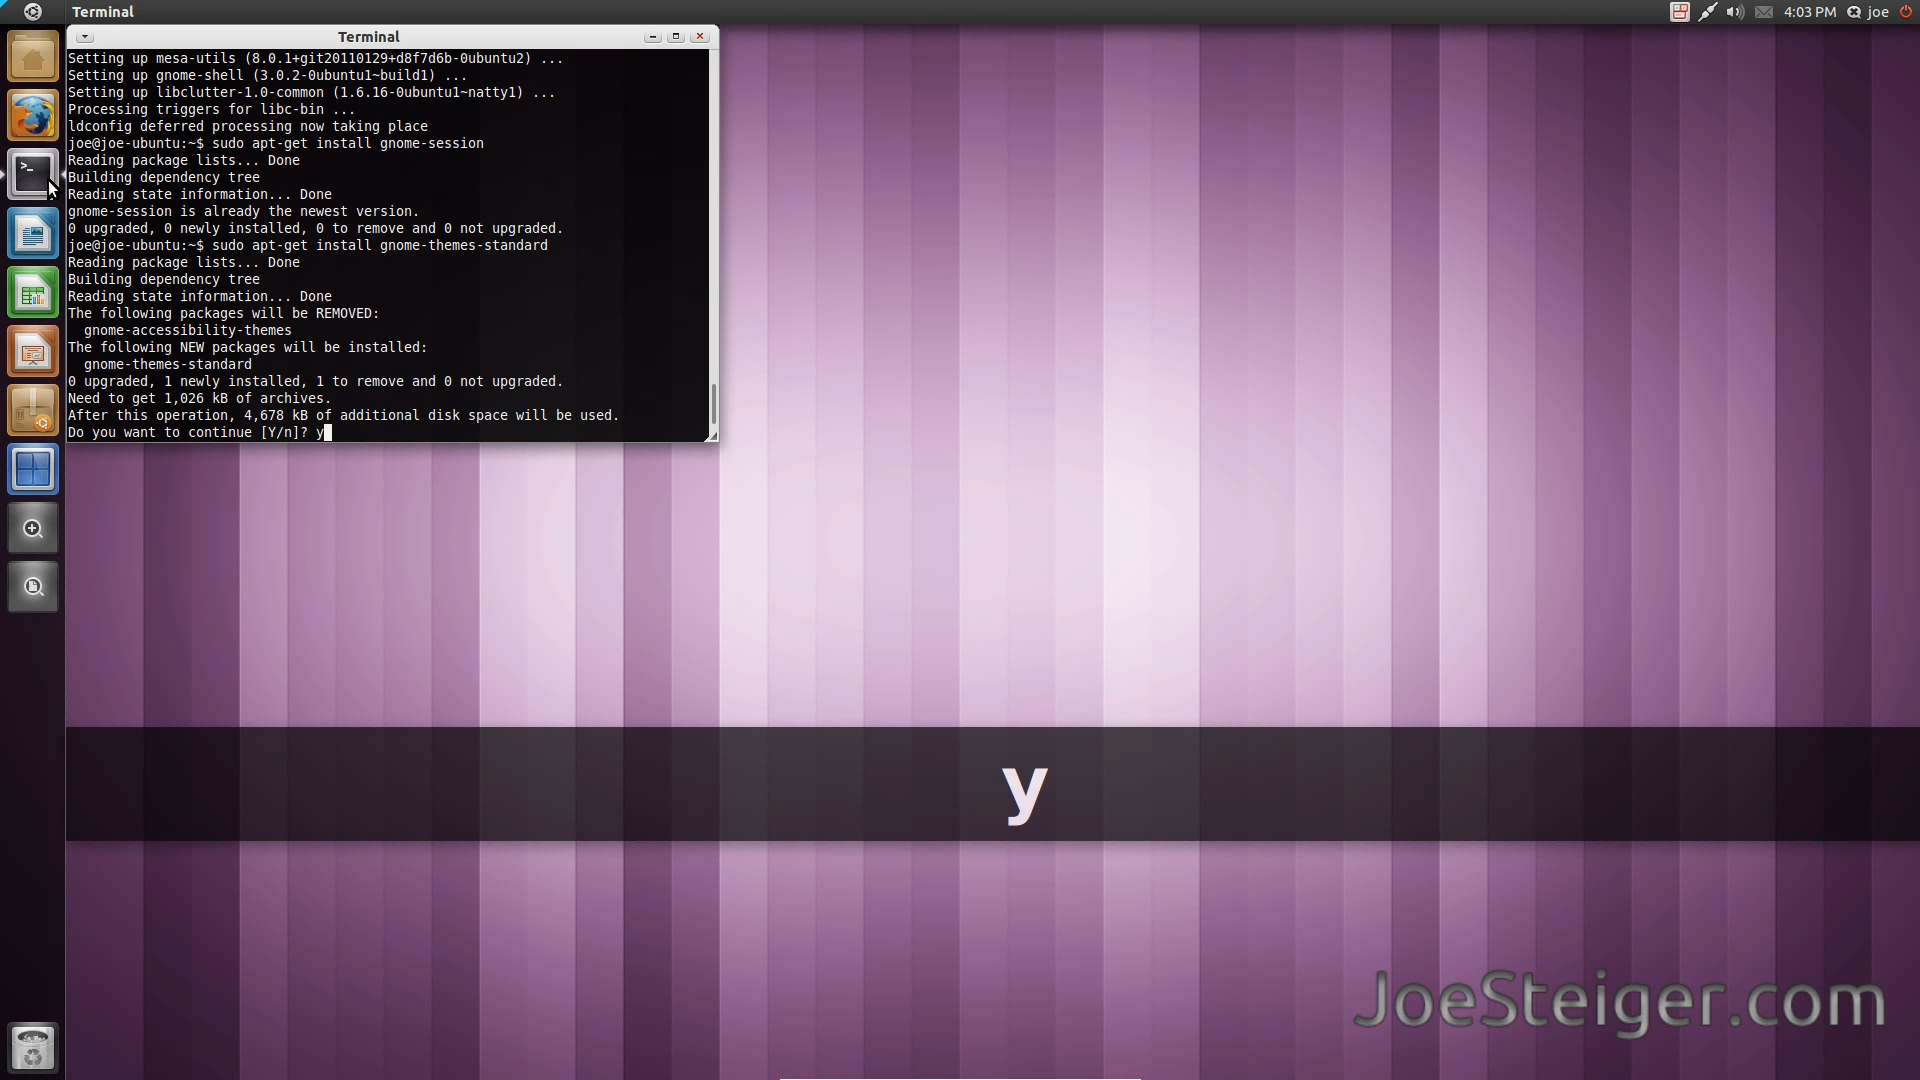 Terminal
4:03 PM joe
Terminal
Setting up mesa-utils (8.0.1+git20110129+d8f7d6b-0ubuntu2) ...
Setting up gnome-shell (3.0.2-0ubuntu1~build1) ...
Setting up libclutter-1.0-common (1.6.16-0ubuntu1~natty1) ...
Processing triggers for libc-bin ...
ldconfig deferred processing now taking place
joe@joe-ubuntu:~$ sudo apt-get install gnome-session
Reading package lists... Done
Building dependency tree
Reading state information... Done
gnome-session is already the newest version.
0 upgraded, 0 newly installed, 0 to remove and 0 not upgraded.
joe@joe-ubuntu:~$ sudo apt-get install gnome-themes-standard
Reading package lists... Done
Building dependency tree
Reading state information... Done
The following packages will be REMOVED:
  gnome-accessibility-themes
The following NEW packages will be installed:
  gnome-themes-standard
0 upgraded, 1 newly installed, 1 to remove and 0 not upgraded.
Need to get 1,026 kB of archives.
After this operation, 4,678 kB of additional disk space will be used.
Do you want to continue [Y/n]? y
y
JoeSteiger.com